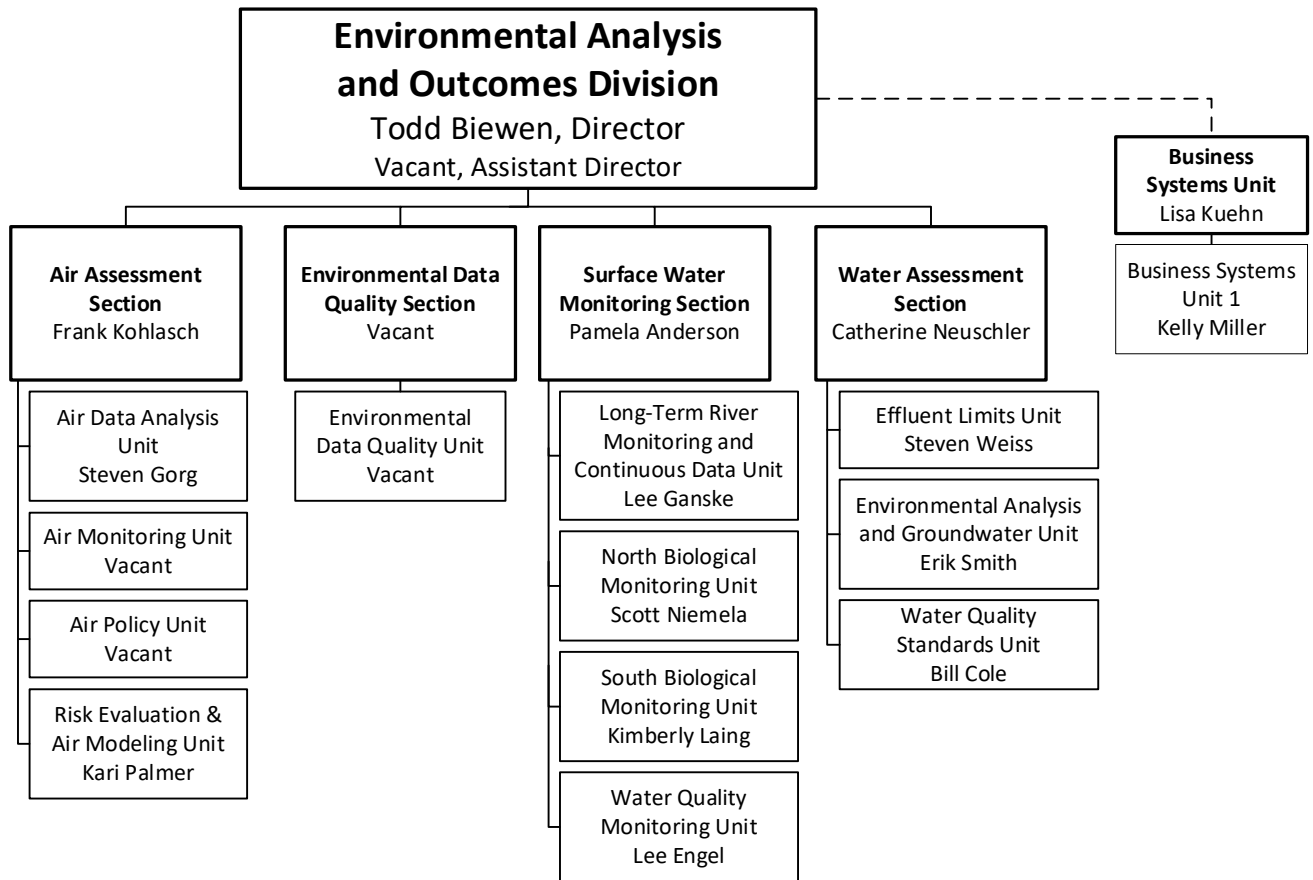 Environmental Analysis
and Outcomes Division
Todd Biewen, Director
Vacant, Assistant Director
Business
Systems Unit
Lisa Kuehn
Business Systems
Unit 1
Kelly Miller
Air Assessment
Section
Frank Kohlasch
Air Data Analysis
Unit
Steven Gorg
Air Monitoring Unit
Vacant
Air Policy Unit
Vacant
Risk Evaluation &
Air Modeling Unit
Kari Palmer
Environmental Data
Quality Section
Vacant
Environmental
Data Quality Unit
Vacant
Surface Water
Monitoring Section
Pamela Anderson
Long-Term River
Monitoring and
Continuous Data Unit
Lee Ganske
North Biological
Monitoring Unit
Scott Niemela
South Biological
Monitoring Unit
Kimberly Laing
Water Quality
Monitoring Unit
Lee Engel
Water Assessment
Section
Catherine Neuschler
Effluent Limits Unit
Steven Weiss
Environmental Analysis
and Groundwater Unit
Erik Smith
Water Quality
Standards Unit
Bill Cole